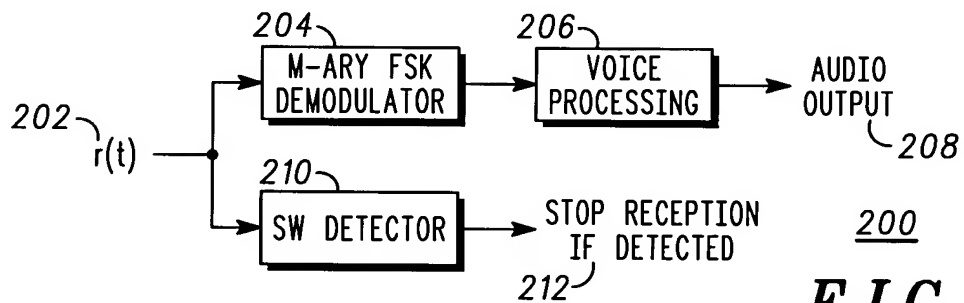 204
M-ARY FSK
DEMODULATOR
206
VOICE
PROCESSING
AUDIO
OUTPUT
208
202
r(t)
210
SW DETECTOR
STOP RECEPTION
IF DETECTED
212
200
FIG